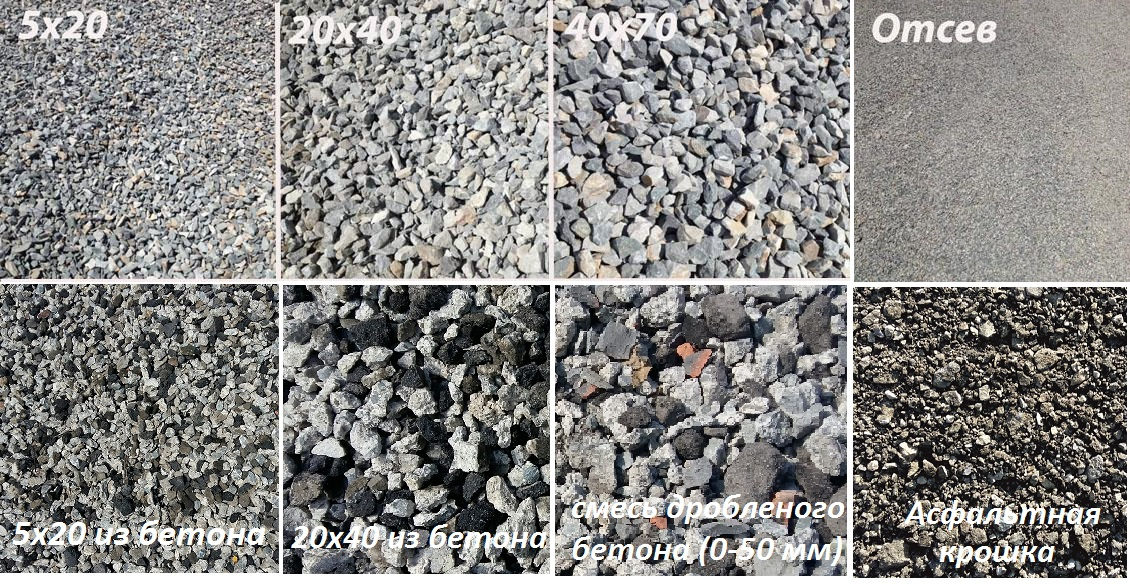 5х20
20х40
40х70
Отсев
5х20 из бетона
20х40 из бетона
смесь дробленого
бетона (0-50 мм)
Асфальтная
крошка